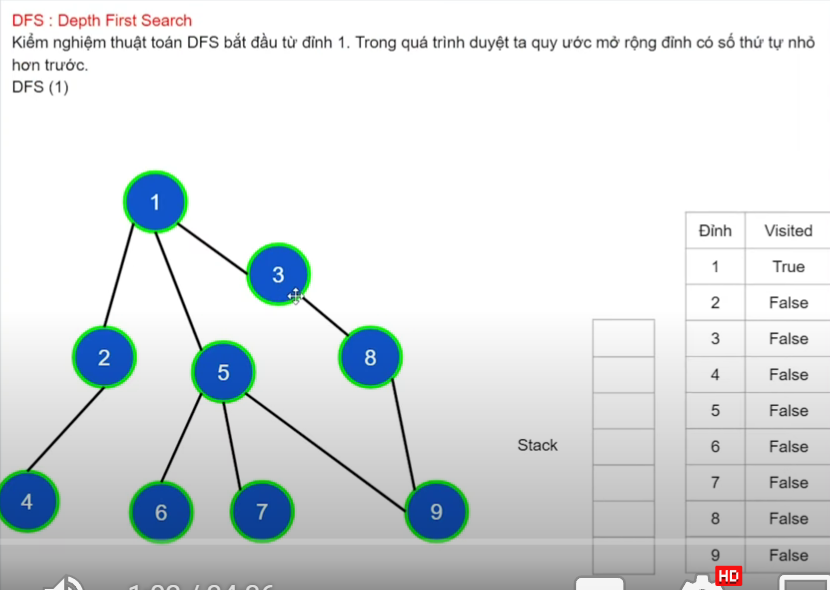 DFS : Depth First Search
Kiểm nghiệm thuật toán DFS bắt đầu từ đỉnh 1. Trong quá trình duyệt ta quy ước mở rộng đỉnh có số thứ tự nhỏ
hơn trước.
DFS (1)
1
3
2
5
8
4
6
7
9
Stack
Đỉnh Visited
1 True
2 False
3 False
4 False
5 False
6 False
7 False
8 False
9 False
HD